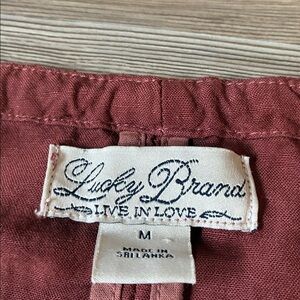 Lucky Brand
LIVE IN LOVE
M
MADE IN
SRI LANKA